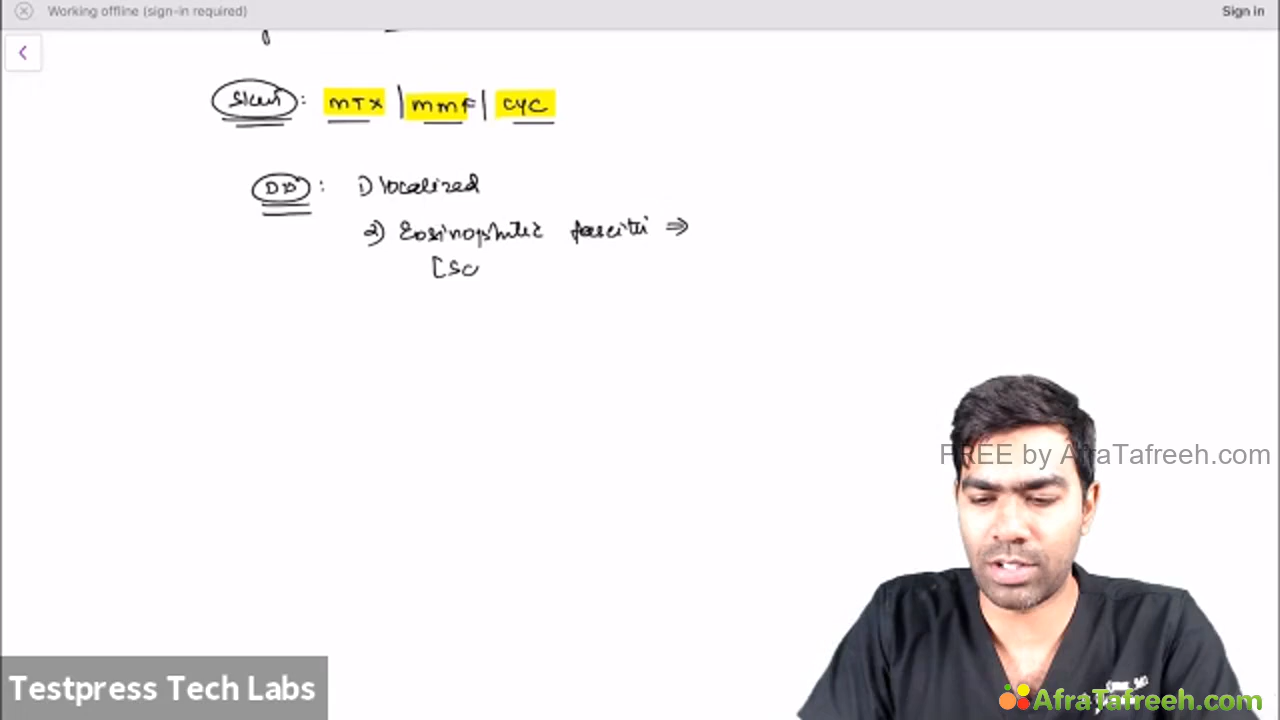 Working offline (sign-in required)
Sign in
Skin : MTX | MMF | CYC
DD : 1) localized
2) Eosinophilic fasciitis ⇒
[SC
FREE by AfraTafreeh.com
Testpress Tech Labs
AfraTafreeh.com